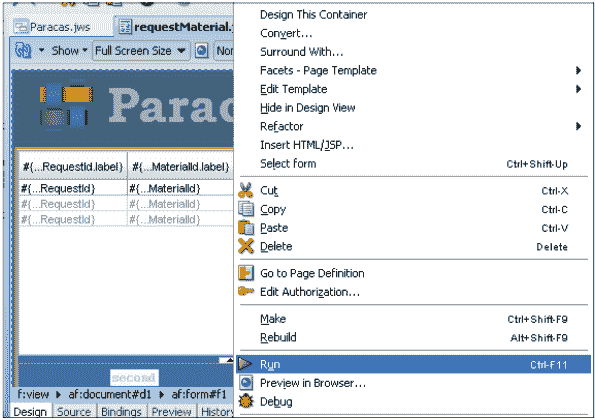 Paracas.jws requestMaterial.
Show Full Screen Size Nor
Parac
#{...RequestId.label} #{...MaterialId.label}
#{...RequestId} #{...MaterialId}
#{...RequestId} #{...MaterialId}
#{...RequestId} #{...MaterialId}
second
f:view af:document#d1 af:form#f1
Design Source Bindings Preview History
Design This Container
Convert...
Surround With...
Facets - Page Template
Edit Template
Hide in Design View
Refactor
Insert HTML/JSP...
Select form Ctrl+Shift-Up
Cut Ctrl-X
Copy Ctrl-C
Paste Ctrl-V
Delete Delete
Go to Page Definition
Edit Authorization...
Make Ctrl+Shift-F9
Rebuild Alt+Shift-F9
Run Ctrl-F11
Preview in Browser...
Debug